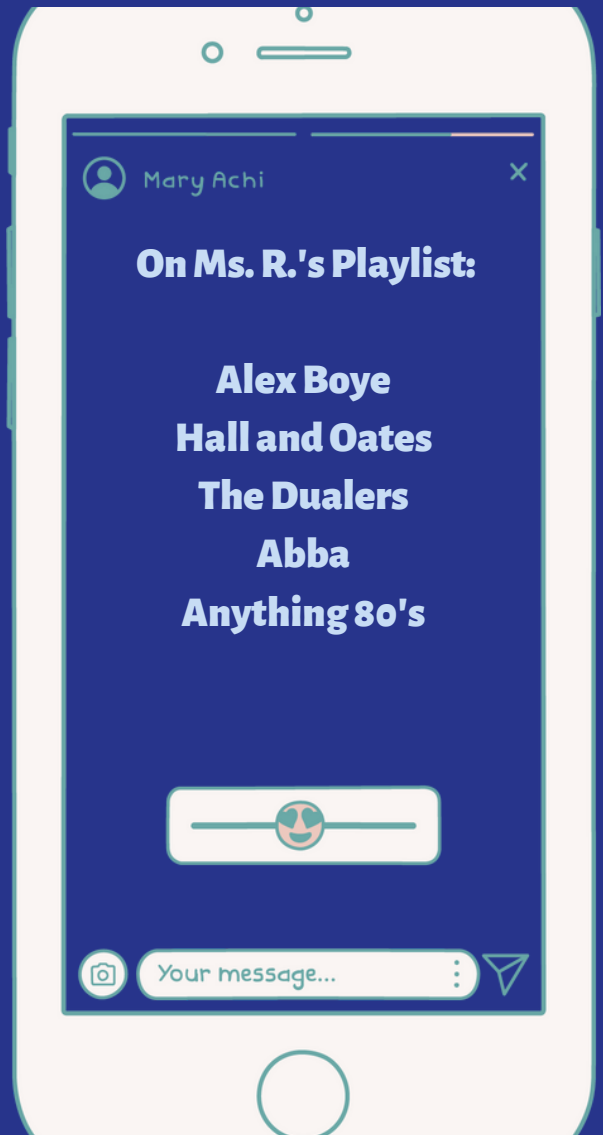 Mary Achi
On Ms. R.'s Playlist:
Alex Boye
Hall and Oates
The Dualers
Abba
Anything 80's
Your message...